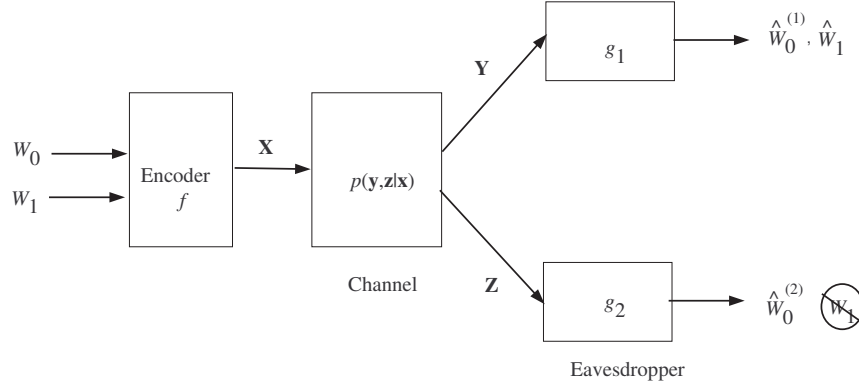 W₀
W₁
Encoder
f
X
p(y,z|x)
Channel
Y
g₁
Ŵ₀⁽¹⁾, Ŵ₁
Z
g₂
Eavesdropper
Ŵ₀⁽²⁾ W₁